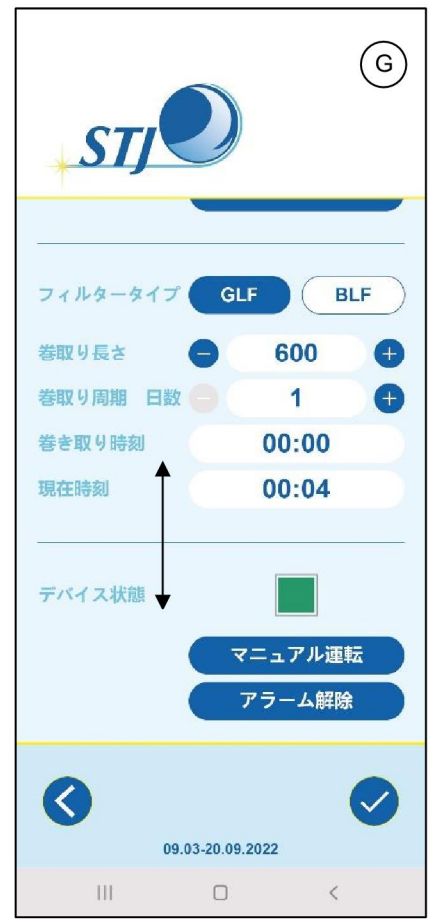 G
STJ
フィルタータイプ GLF BLF
巻取り長さ − 600 +
巻取り周期 日数 − 1 +
巻き取り時刻 00:00
現在時刻 00:04
デバイス状態
マニュアル運転
アラーム解除
09.03-20.09.2022